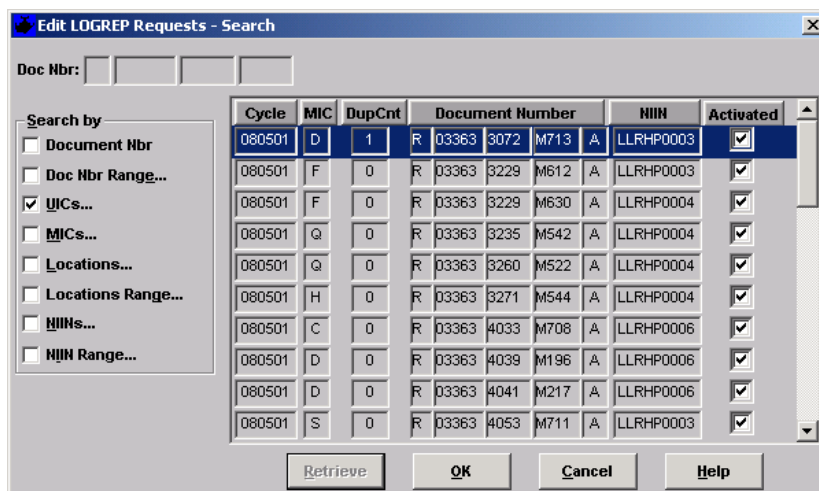 Edit LOGREP Requests - Search
Doc Nbr:
Search by
Document Nbr
Doc Nbr Range...
UICs...
MICs...
Locations...
Locations Range...
NIINs...
NIIN Range...
Cycle MIC DupCnt Document Number NIIN Activated
080501 D 1 R 03363 3072 M713 A LLRHP0003
080501 F 0 R 03363 3229 M612 A LLRHP0003
080501 F 0 R 03363 3229 M630 A LLRHP0004
080501 Q 0 R 03363 3235 M542 A LLRHP0004
080501 Q 0 R 03363 3260 M522 A LLRHP0004
080501 H 0 R 03363 3271 M544 A LLRHP0004
080501 C 0 R 03363 4033 M708 A LLRHP0006
080501 D 0 R 03363 4039 M196 A LLRHP0006
080501 D 0 R 03363 4041 M217 A LLRHP0006
080501 S 0 R 03363 4053 M711 A LLRHP0003
Retrieve OK Cancel Help